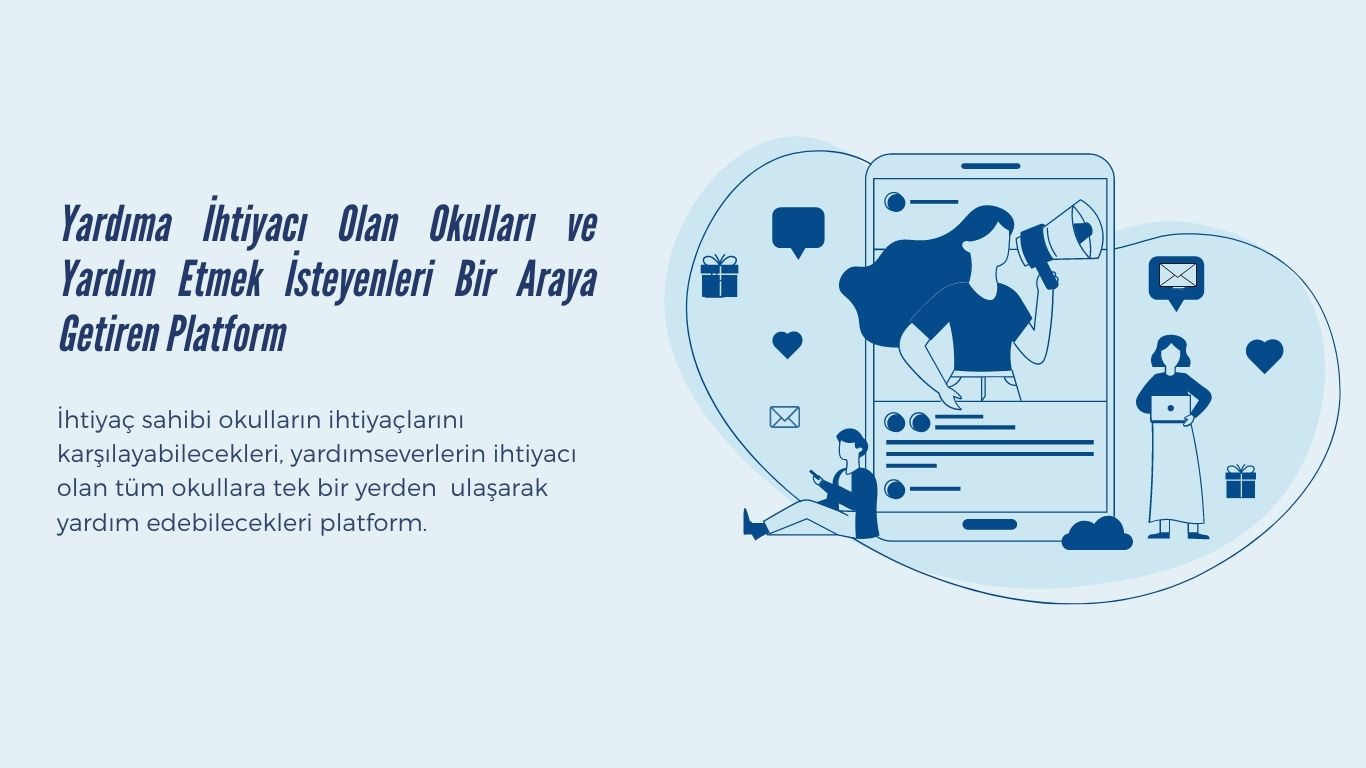 Yardıma İhtiyacı Olan Okulları ve
Yardım Etmek İsteyenleri Bir Araya
Getiren Platform
İhtiyaç sahibi okulların ihtiyaçlarını
karşılayabilecekleri, yardımseverlerin ihtiyacı
olan tüm okullara tek bir yerden  ulaşarak
yardım edebilecekleri platform.